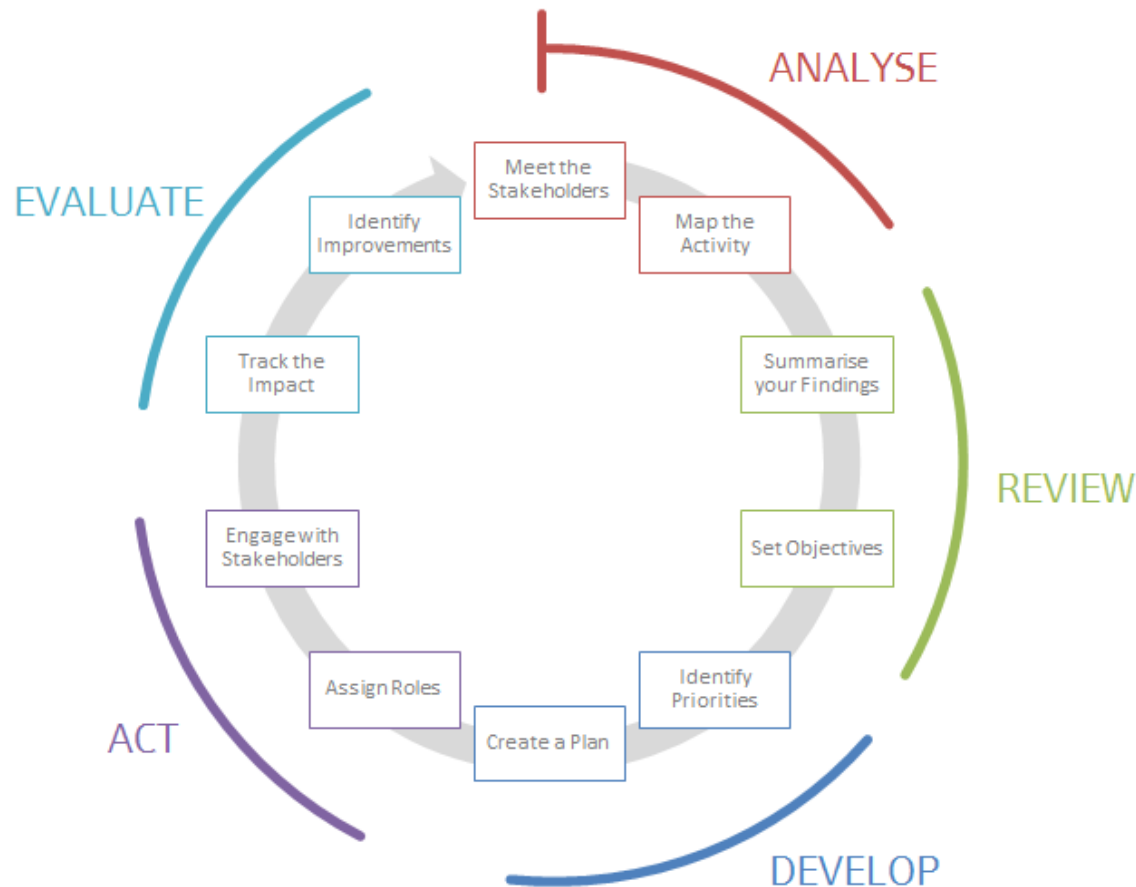 ANALYSE
Meet the
Stakeholders
Map the
Activity
EVALUATE
Identify
Improvements
Track the
Impact
Summarise
your Findings
REVIEW
Set Objectives
Engage with
Stakeholders
Identify
Priorities
Assign Roles
Create a Plan
ACT
DEVELOP